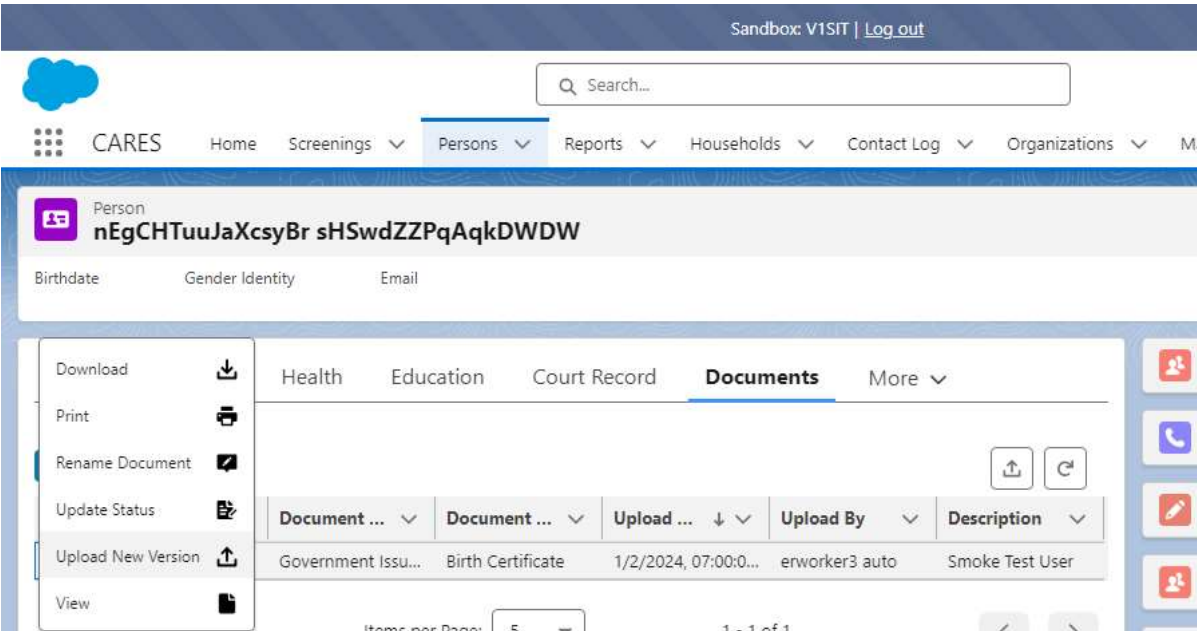 Sandbox: V1SIT | Log out
Search...
CARES Home Screenings Persons Reports Households Contact Log Organizations M
Person
nEgCHTuuJaXcsyBr sHSwdZZPqAqkDWDW
Birthdate Gender Identity Email
Health Education Court Record Documents More
Download
Print
Rename Document
Update Status
Upload New Version
View
Document ... Document ... Upload ... Upload By Description
Government Issu... Birth Certificate 1/2/2024, 07:00:0... erworker3 auto Smoke Test User
Items per Page: 5 1 - 1 of 1